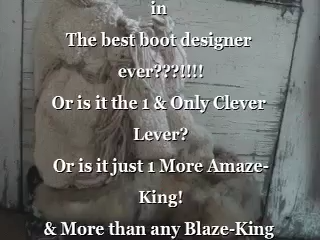 in
The best boot designer
ever???!!!!
Or is it the 1 & Only Clever
Lever?
Or is it just 1 More Amaze-
King!
& More than any Blaze-King